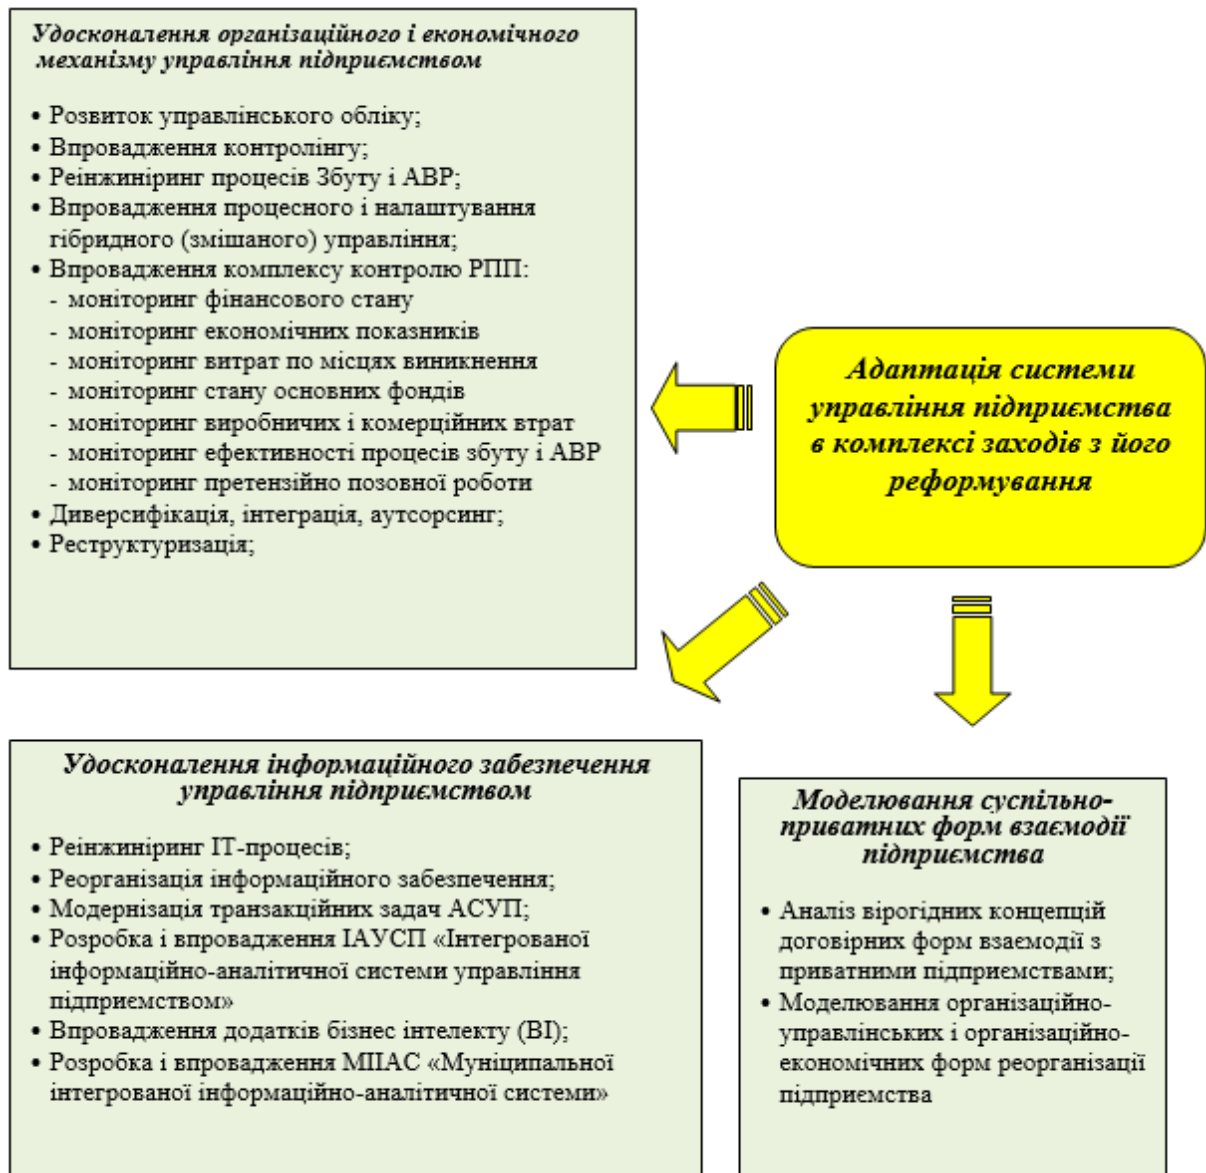 Удосконалення організаційного і економічного
механізму управління підприємством
• Розвиток управлінського обліку;
• Впровадження контролінгу;
• Реінжиніринг процесів Збуту і АВР;
• Впровадження процесного і налаштування
гібридного (змішаного) управління;
• Впровадження комплексу контролю РПП:
- моніторинг фінансового стану
- моніторинг економічних показників
- моніторинг витрат по місцях виникнення
- моніторинг стану основних фондів
- моніторинг виробничих і комерційних втрат
- моніторинг ефективності процесів збуту і АВР
- моніторинг претензійно позовної роботи
• Диверсифікація, інтеграція, аутсорсинг;
• Реструктуризація;
Адаптація системи
управління підприємства
в комплексі заходів з його
реформування
Удосконалення інформаційного забезпечення
управління підприємством
• Реінжиніринг ІТ-процесів;
• Реорганізація інформаційного забезпечення;
• Модернізація транзакційних задач АСУП;
• Розробка і впровадження ІАУСП «Інтегрованої
інформаційно-аналітичної системи управління
підприемством»
• Впровадження додатків бізнес інтелекту (BI);
• Розробка і впровадження МІІАС «Муніципальної
інтегрованої інформаційно-аналітичної системи»
Моделювання суспільно-
приватних форм взаємодії
підприємства
• Аналіз вірогідних концепцій
договірних форм взаємодії з
приватними підприємствами;
• Моделювання організаційно-
управлінських і організаційно-
економічних форм реорганізації
підприємства